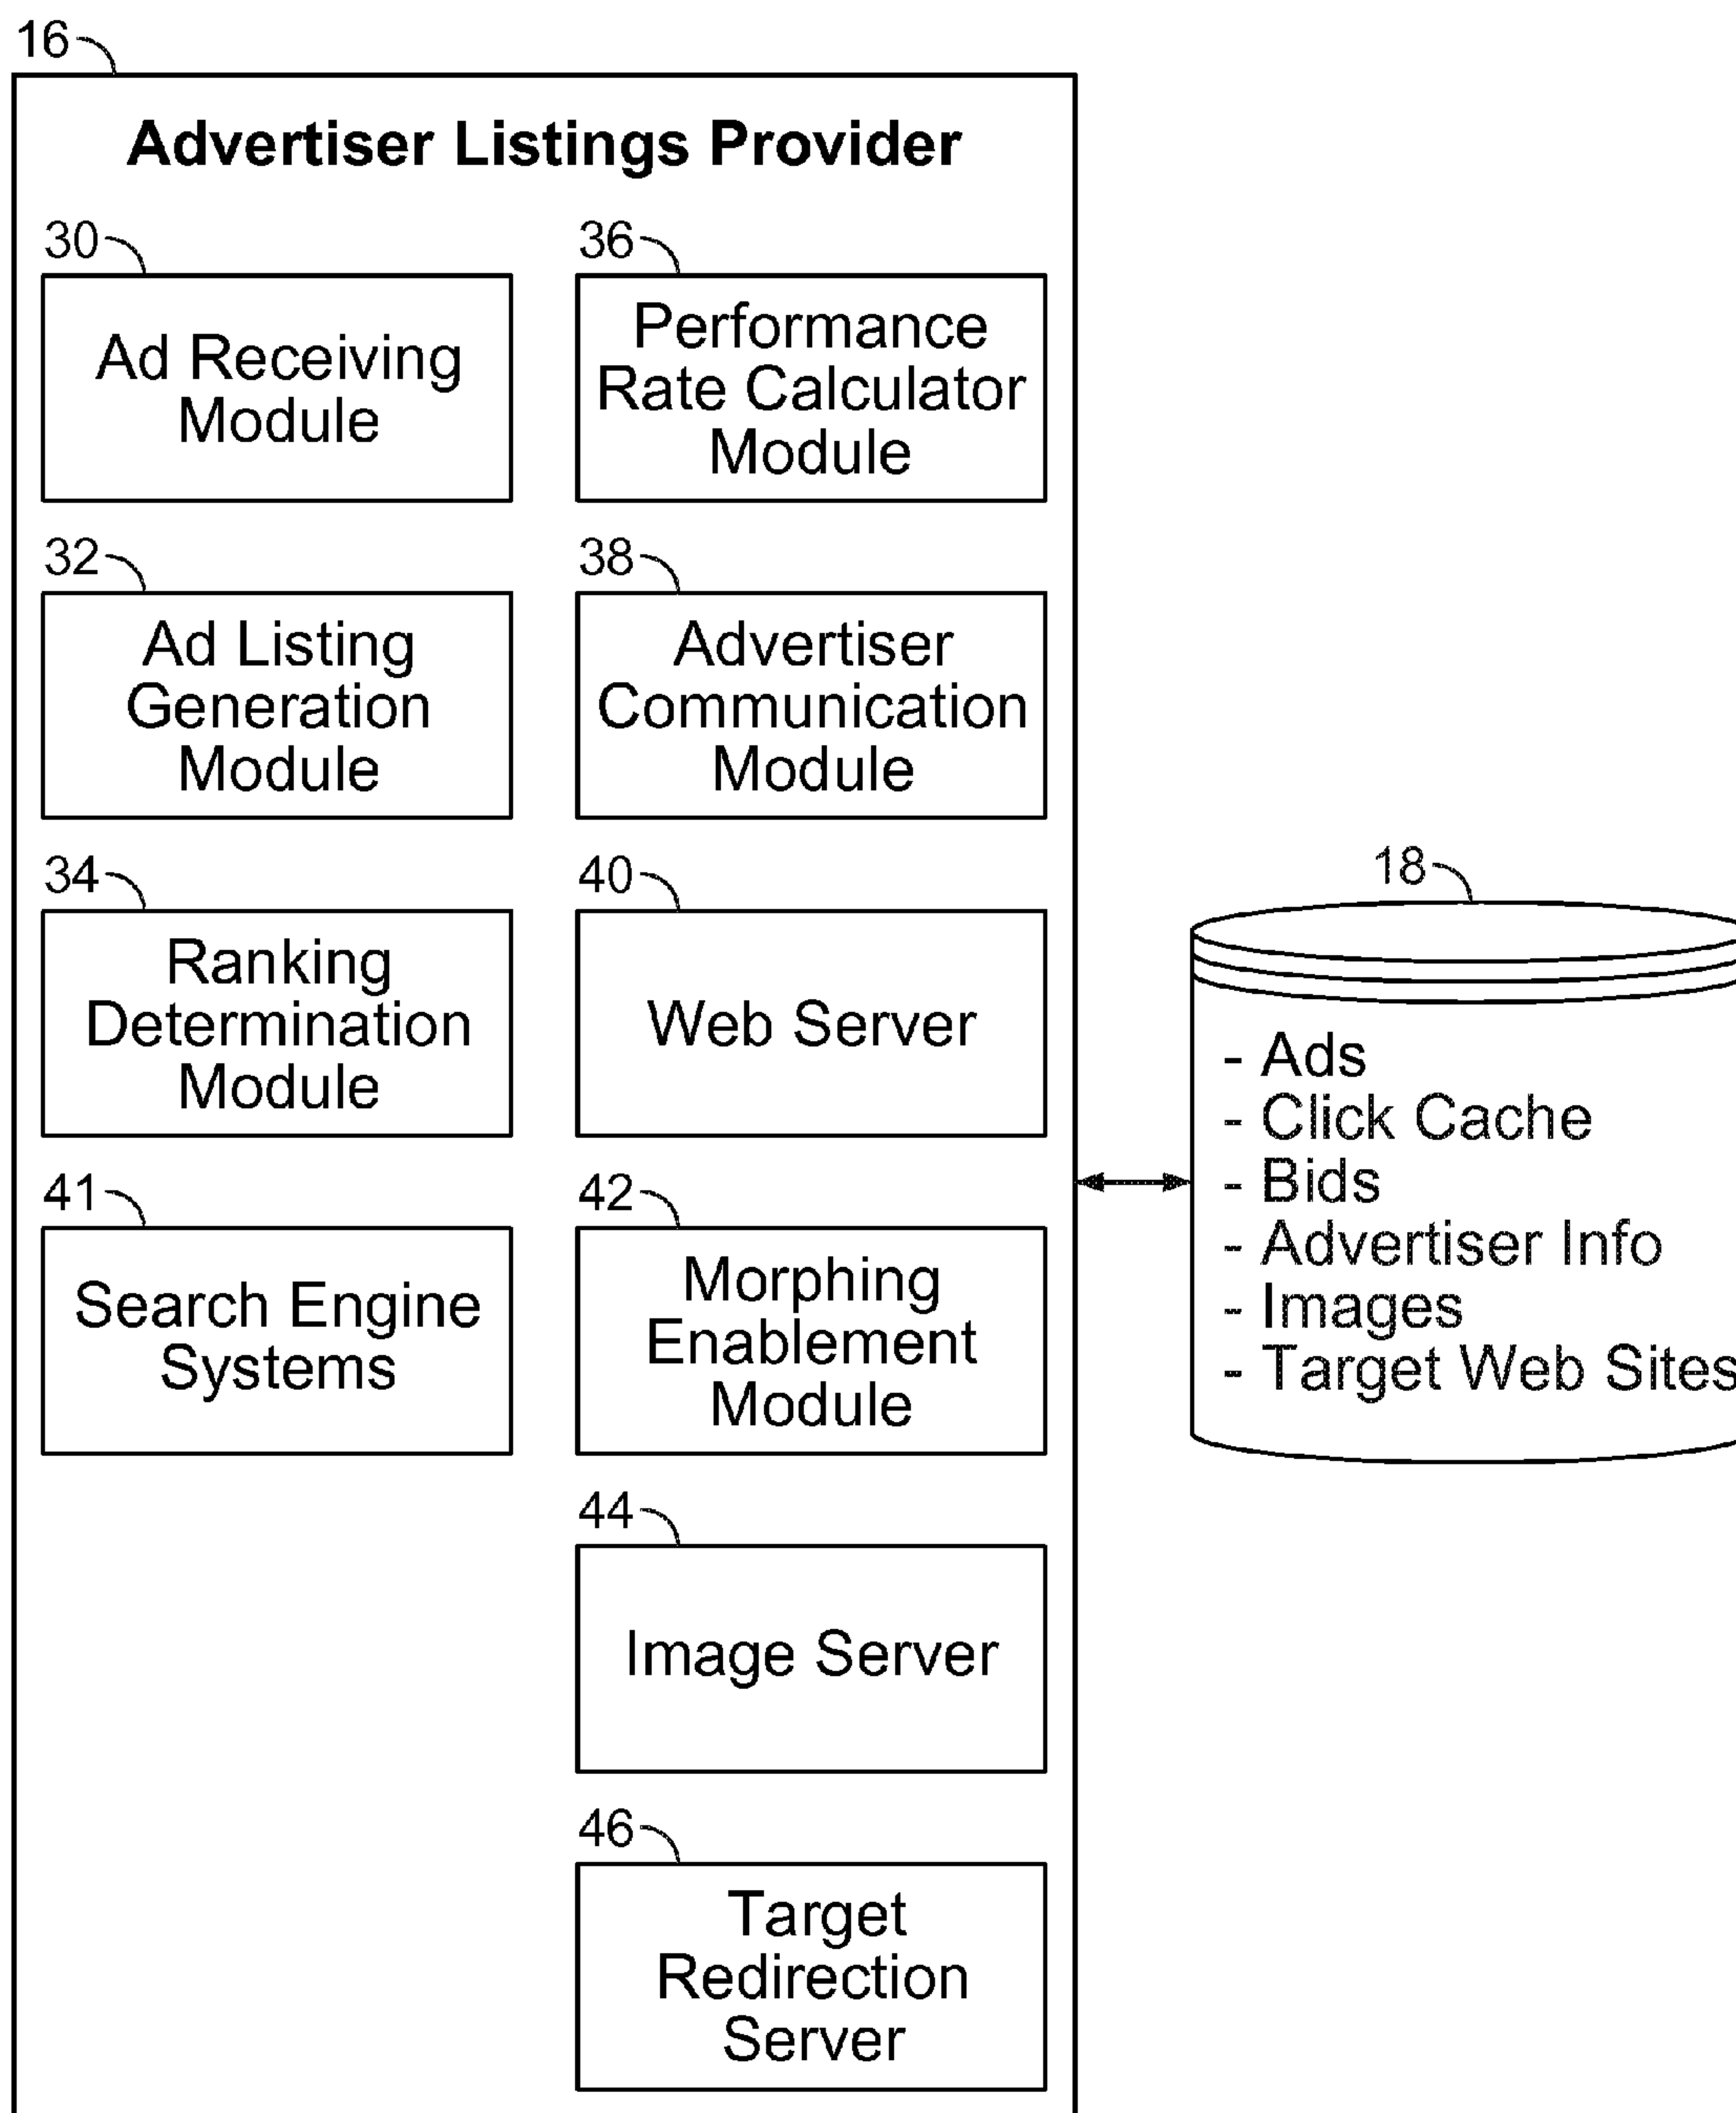 16
Advertiser Listings Provider
30
Ad Receiving
Module
36
Performance
Rate Calculator
Module
32
Ad Listing
Generation
Module
38
Advertiser
Communication
Module
34
Ranking
Determination
Module
40
Web Server
41
Search Engine
Systems
42
Morphing
Enablement
Module
44
Image Server
46
Target
Redirection
Server
18
- Ads
- Click Cache
- Bids
- Advertiser Info
- Images
- Target Web Sites